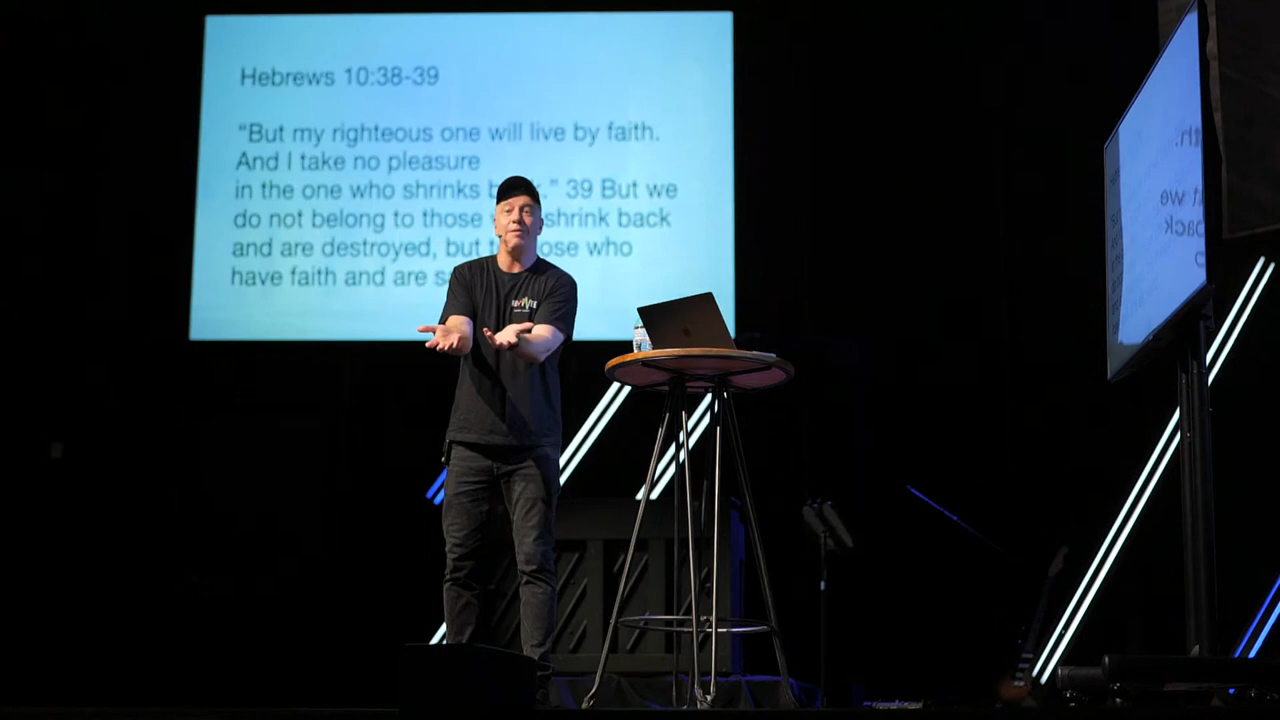 Hebrews 10:38-39
“But my righteous one will live by faith.
And I take no pleasure
in the one who shrinks .” 39 But we
do not belong to those shrink back
and are destroyed, but who
have faith and are